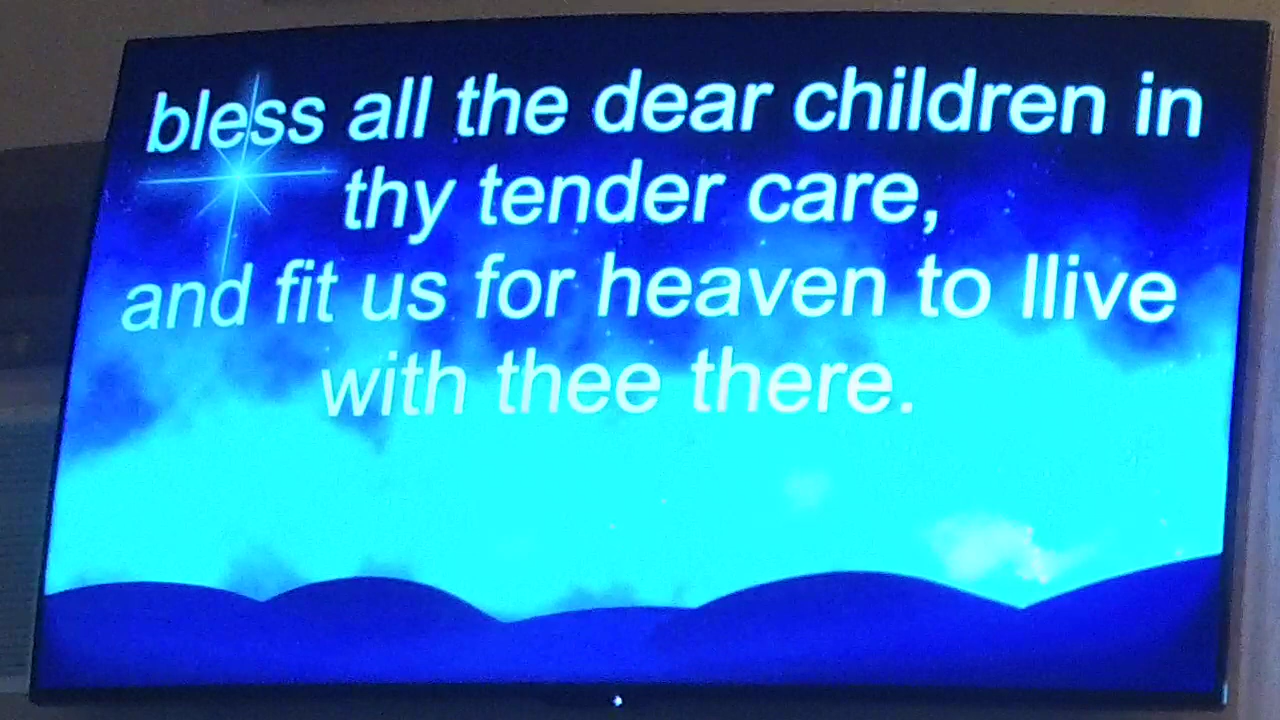 bless all the dear children in
thy tender care,
and fit us for heaven to llive
with thee there.